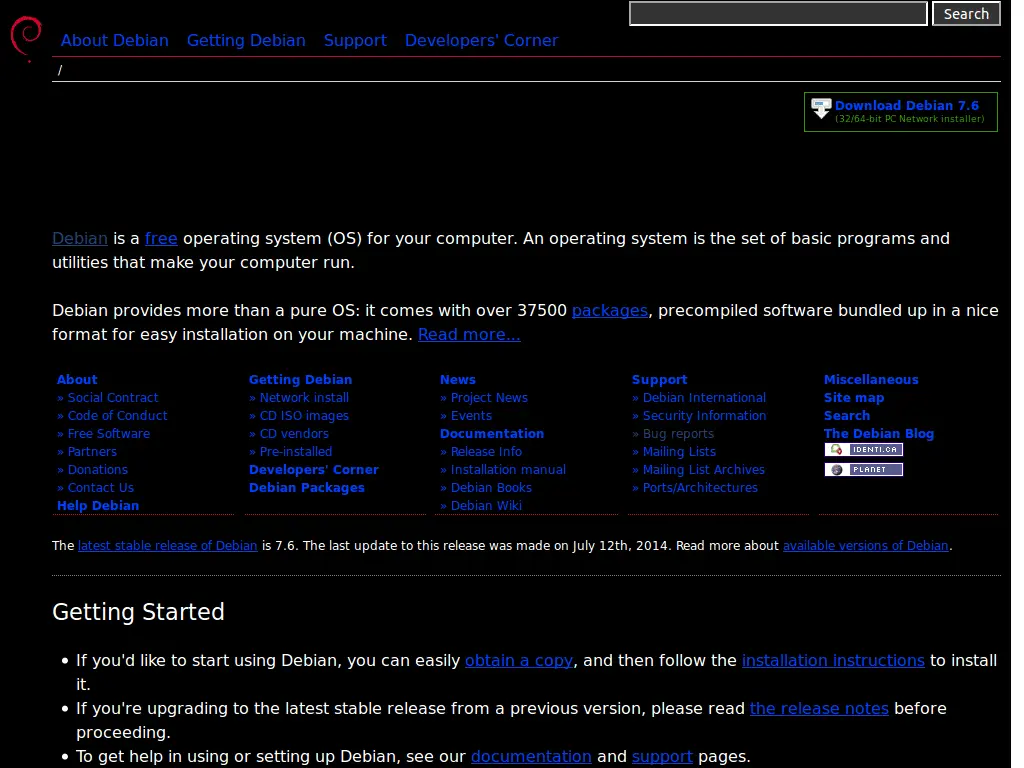 Search
About Debian Getting Debian Support Developers' Corner
/
Download Debian 7.6
(32/64-bit PC Network installer)
Debian is a free operating system (OS) for your computer. An operating system is the set of basic programs and
utilities that make your computer run.
Debian provides more than a pure OS: it comes with over 37500 packages, precompiled software bundled up in a nice
format for easy installation on your machine. Read more...
About
» Social Contract
» Code of Conduct
» Free Software
» Partners
» Donations
» Contact Us
Help Debian
Getting Debian
» Network install
» CD ISO images
» CD vendors
» Pre-installed
Developers' Corner
Debian Packages
News
» Project News
» Events
Documentation
» Release Info
» Installation manual
» Debian Books
» Debian Wiki
Support
» Debian International
» Security Information
» Bug reports
» Mailing Lists
» Mailing List Archives
» Ports/Architectures
Miscellaneous
Site map
Search
The Debian Blog
IDENTI.CA
PLANET
The latest stable release of Debian is 7.6. The last update to this release was made on July 12th, 2014. Read more about available versions of Debian.
Getting Started
• If you'd like to start using Debian, you can easily obtain a copy, and then follow the installation instructions to install
it.
• If you're upgrading to the latest stable release from a previous version, please read the release notes before
proceeding.
• To get help in using or setting up Debian, see our documentation and support pages.